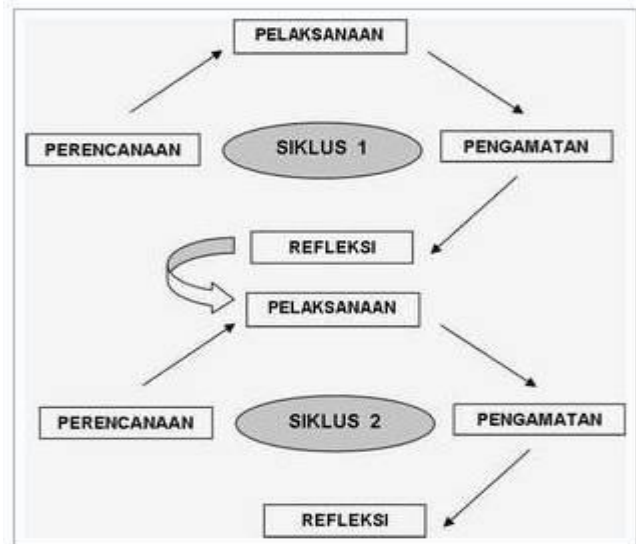 PELAKSANAAN
PERENCANAAN
SIKLUS 1
PENGAMATAN
REFLEKSI
PELAKSANAAN
PERENCANAAN
SIKLUS 2
PENGAMATAN
REFLEKSI